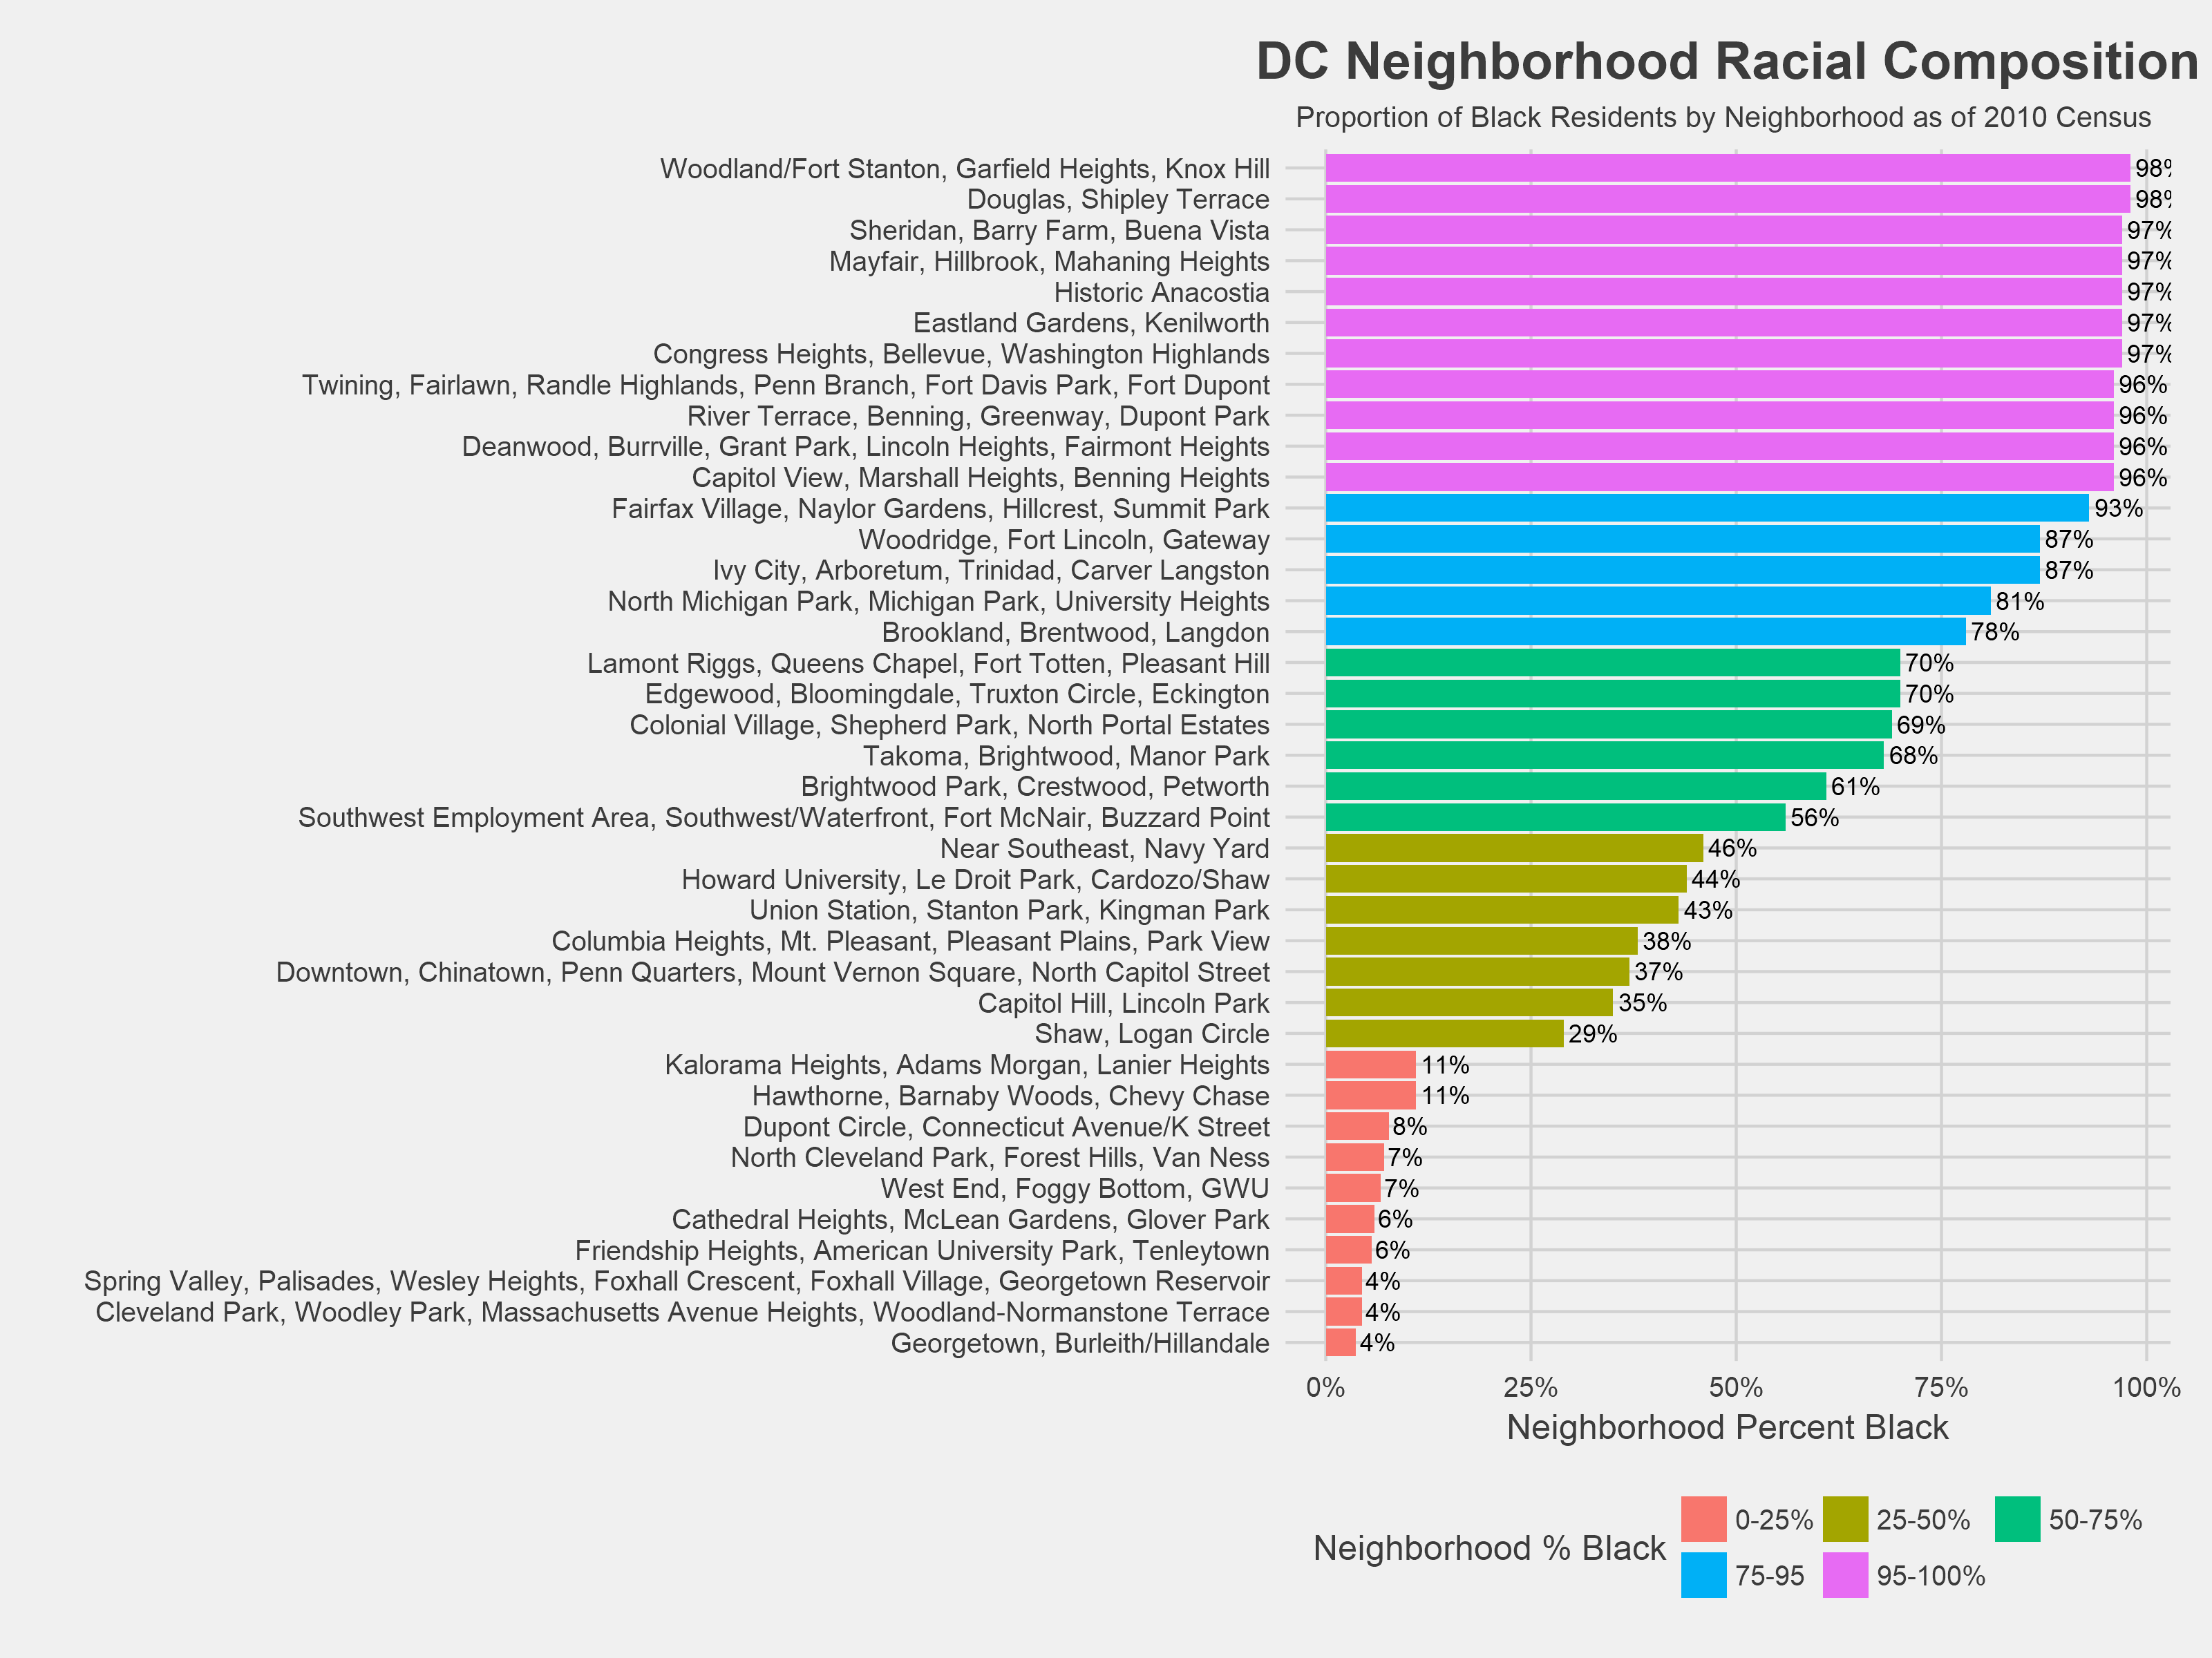 DC Neighborhood Racial Composition
Proportion of Black Residents by Neighborhood as of 2010 Census
Woodland/Fort Stanton, Garfield Heights, Knox Hill 98%
Douglas, Shipley Terrace 98%
Sheridan, Barry Farm, Buena Vista 97%
Mayfair, Hillbrook, Mahaning Heights 97%
Historic Anacostia 97%
Eastland Gardens, Kenilworth 97%
Congress Heights, Bellevue, Washington Highlands 97%
Twining, Fairlawn, Randle Highlands, Penn Branch, Fort Davis Park, Fort Dupont 96%
River Terrace, Benning, Greenway, Dupont Park 96%
Deanwood, Burrville, Grant Park, Lincoln Heights, Fairmont Heights 96%
Capitol View, Marshall Heights, Benning Heights 96%
Fairfax Village, Naylor Gardens, Hillcrest, Summit Park 93%
Woodridge, Fort Lincoln, Gateway 87%
Ivy City, Arboretum, Trinidad, Carver Langston 87%
North Michigan Park, Michigan Park, University Heights 81%
Brookland, Brentwood, Langdon 78%
Lamont Riggs, Queens Chapel, Fort Totten, Pleasant Hill 70%
Edgewood, Bloomingdale, Truxton Circle, Eckington 70%
Colonial Village, Shepherd Park, North Portal Estates 69%
Takoma, Brightwood, Manor Park 68%
Brightwood Park, Crestwood, Petworth 61%
Southwest Employment Area, Southwest/Waterfront, Fort McNair, Buzzard Point 56%
Near Southeast, Navy Yard 46%
Howard University, Le Droit Park, Cardozo/Shaw 44%
Union Station, Stanton Park, Kingman Park 43%
Columbia Heights, Mt. Pleasant, Pleasant Plains, Park View 38%
Downtown, Chinatown, Penn Quarters, Mount Vernon Square, North Capitol Street 37%
Capitol Hill, Lincoln Park 35%
Shaw, Logan Circle 29%
Kalorama Heights, Adams Morgan, Lanier Heights 11%
Hawthorne, Barnaby Woods, Chevy Chase 11%
Dupont Circle, Connecticut Avenue/K Street 8%
North Cleveland Park, Forest Hills, Van Ness 7%
West End, Foggy Bottom, GWU 7%
Cathedral Heights, McLean Gardens, Glover Park 6%
Friendship Heights, American University Park, Tenleytown 6%
Spring Valley, Palisades, Wesley Heights, Foxhall Crescent, Foxhall Village, Georgetown Reservoir 4%
Cleveland Park, Woodley Park, Massachusetts Avenue Heights, Woodland-Normanstone Terrace 4%
Georgetown, Burleith/Hillandale 4%
0% 25% 50% 75% 100%
Neighborhood Percent Black
Neighborhood % Black
0-25% 25-50% 50-75%
75-95 95-100%